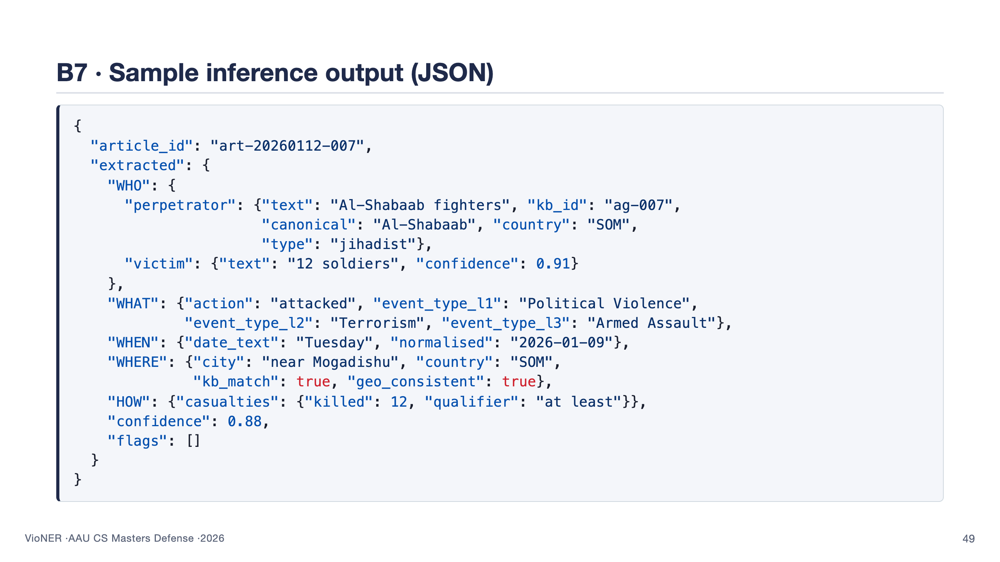 B7 · Sample inference output (JSON)
{
  "article_id": "art-20260112-007",
  "extracted": {
    "WHO": {
      "perpetrator": {"text": "Al-Shabaab fighters", "kb_id": "ag-007",
                      "canonical": "Al-Shabaab", "country": "SOM",
                      "type": "jihadist"},
      "victim": {"text": "12 soldiers", "confidence": 0.91}
    },
    "WHAT": {"action": "attacked", "event_type_l1": "Political Violence",
             "event_type_l2": "Terrorism", "event_type_l3": "Armed Assault"},
    "WHEN": {"date_text": "Tuesday", "normalised": "2026-01-09"},
    "WHERE": {"city": "near Mogadishu", "country": "SOM",
              "kb_match": true, "geo_consistent": true},
    "HOW": {"casualties": {"killed": 12, "qualifier": "at least"}},
    "confidence": 0.88,
    "flags": []
  }
}
VioNER ·AAU CS Masters Defense ·2026
49